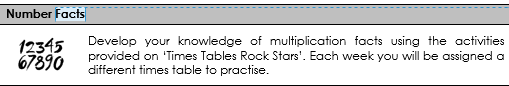 Number Facts
12345
67890
Develop your knowledge of multiplication facts using the activities
provided on 'Times Tables Rock Stars'. Each week you will be assigned a
different times table to practise.